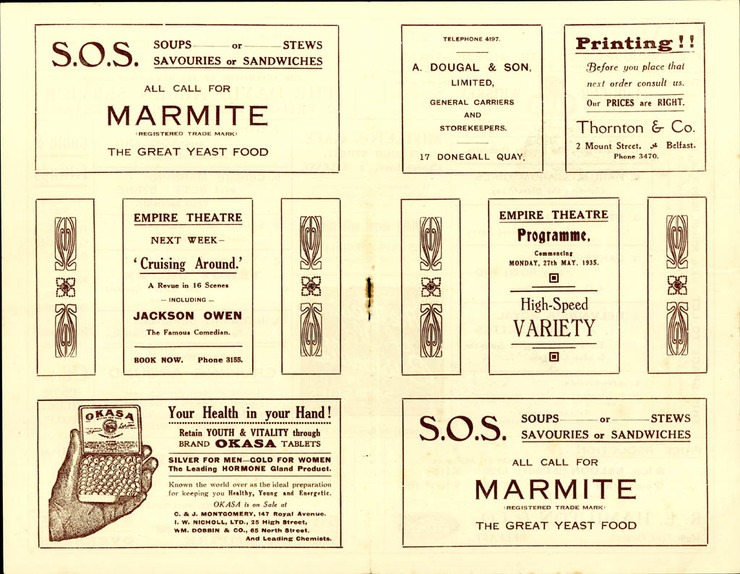 S.O.S.
SOUPS or STEWS
SAVOURIES or SANDWICHES
ALL CALL FOR
MARMITE
(REGISTERED TRADE MARK)
THE GREAT YEAST FOOD
EMPIRE THEATRE
NEXT WEEK—
'Cruising Around.'
A Revue in 16 Scenes
— INCLUDING —
JACKSON OWEN
The Famous Comedian.
BOOK NOW. Phone 3155.
OKASA
Your Health in your Hand!
Retain YOUTH & VITALITY through
BRAND OKASA TABLETS
SILVER FOR MEN—GOLD FOR WOMEN
The Leading HORMONE Gland Product.
Known the world over as the ideal preparation
for keeping you Healthy, Young and Energetic.
OKASA is on Sale at
C. & J. MONTGOMERY, 147 Royal Avenue.
I. W. NICHOLL, LTD., 25 High Street,
WM. DOBBIN & CO., 65 North Street.
And Leading Chemists.
TELEPHONE 4197.
A. DOUGAL & SON,
LIMITED,
GENERAL CARRIERS
AND
STOREKEEPERS.
17 DONEGALL QUAY,
Printing!!
Before you place that
next order consult us.
Our PRICES are RIGHT.
Thornton & Co.
2 Mount Street, Belfast.
Phone 3470.
EMPIRE THEATRE
Programme,
Commencing
MONDAY, 27th MAY, 1935.
High-Speed
VARIETY
S.O.S.
SOUPS or STEWS
SAVOURIES or SANDWICHES
ALL CALL FOR
MARMITE
(REGISTERED TRADE MARK)
THE GREAT YEAST FOOD